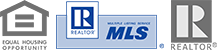 EQUAL HOUSING
OPPORTUNITY
R
REALTOR®
MULTIPLE LISTING SERVICE
MLS®
R
REALTOR®